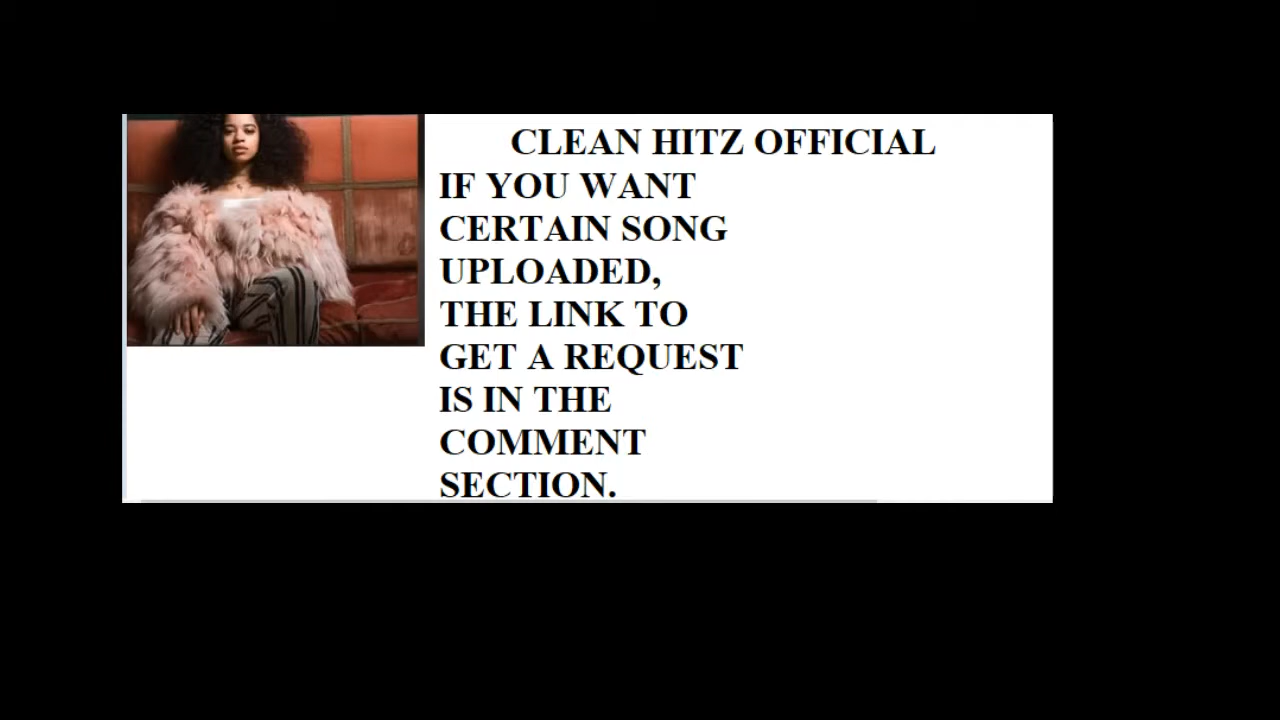 CLEAN HITZ OFFICIAL
IF YOU WANT
CERTAIN SONG
UPLOADED,
THE LINK TO
GET A REQUEST
IS IN THE
COMMENT
SECTION.